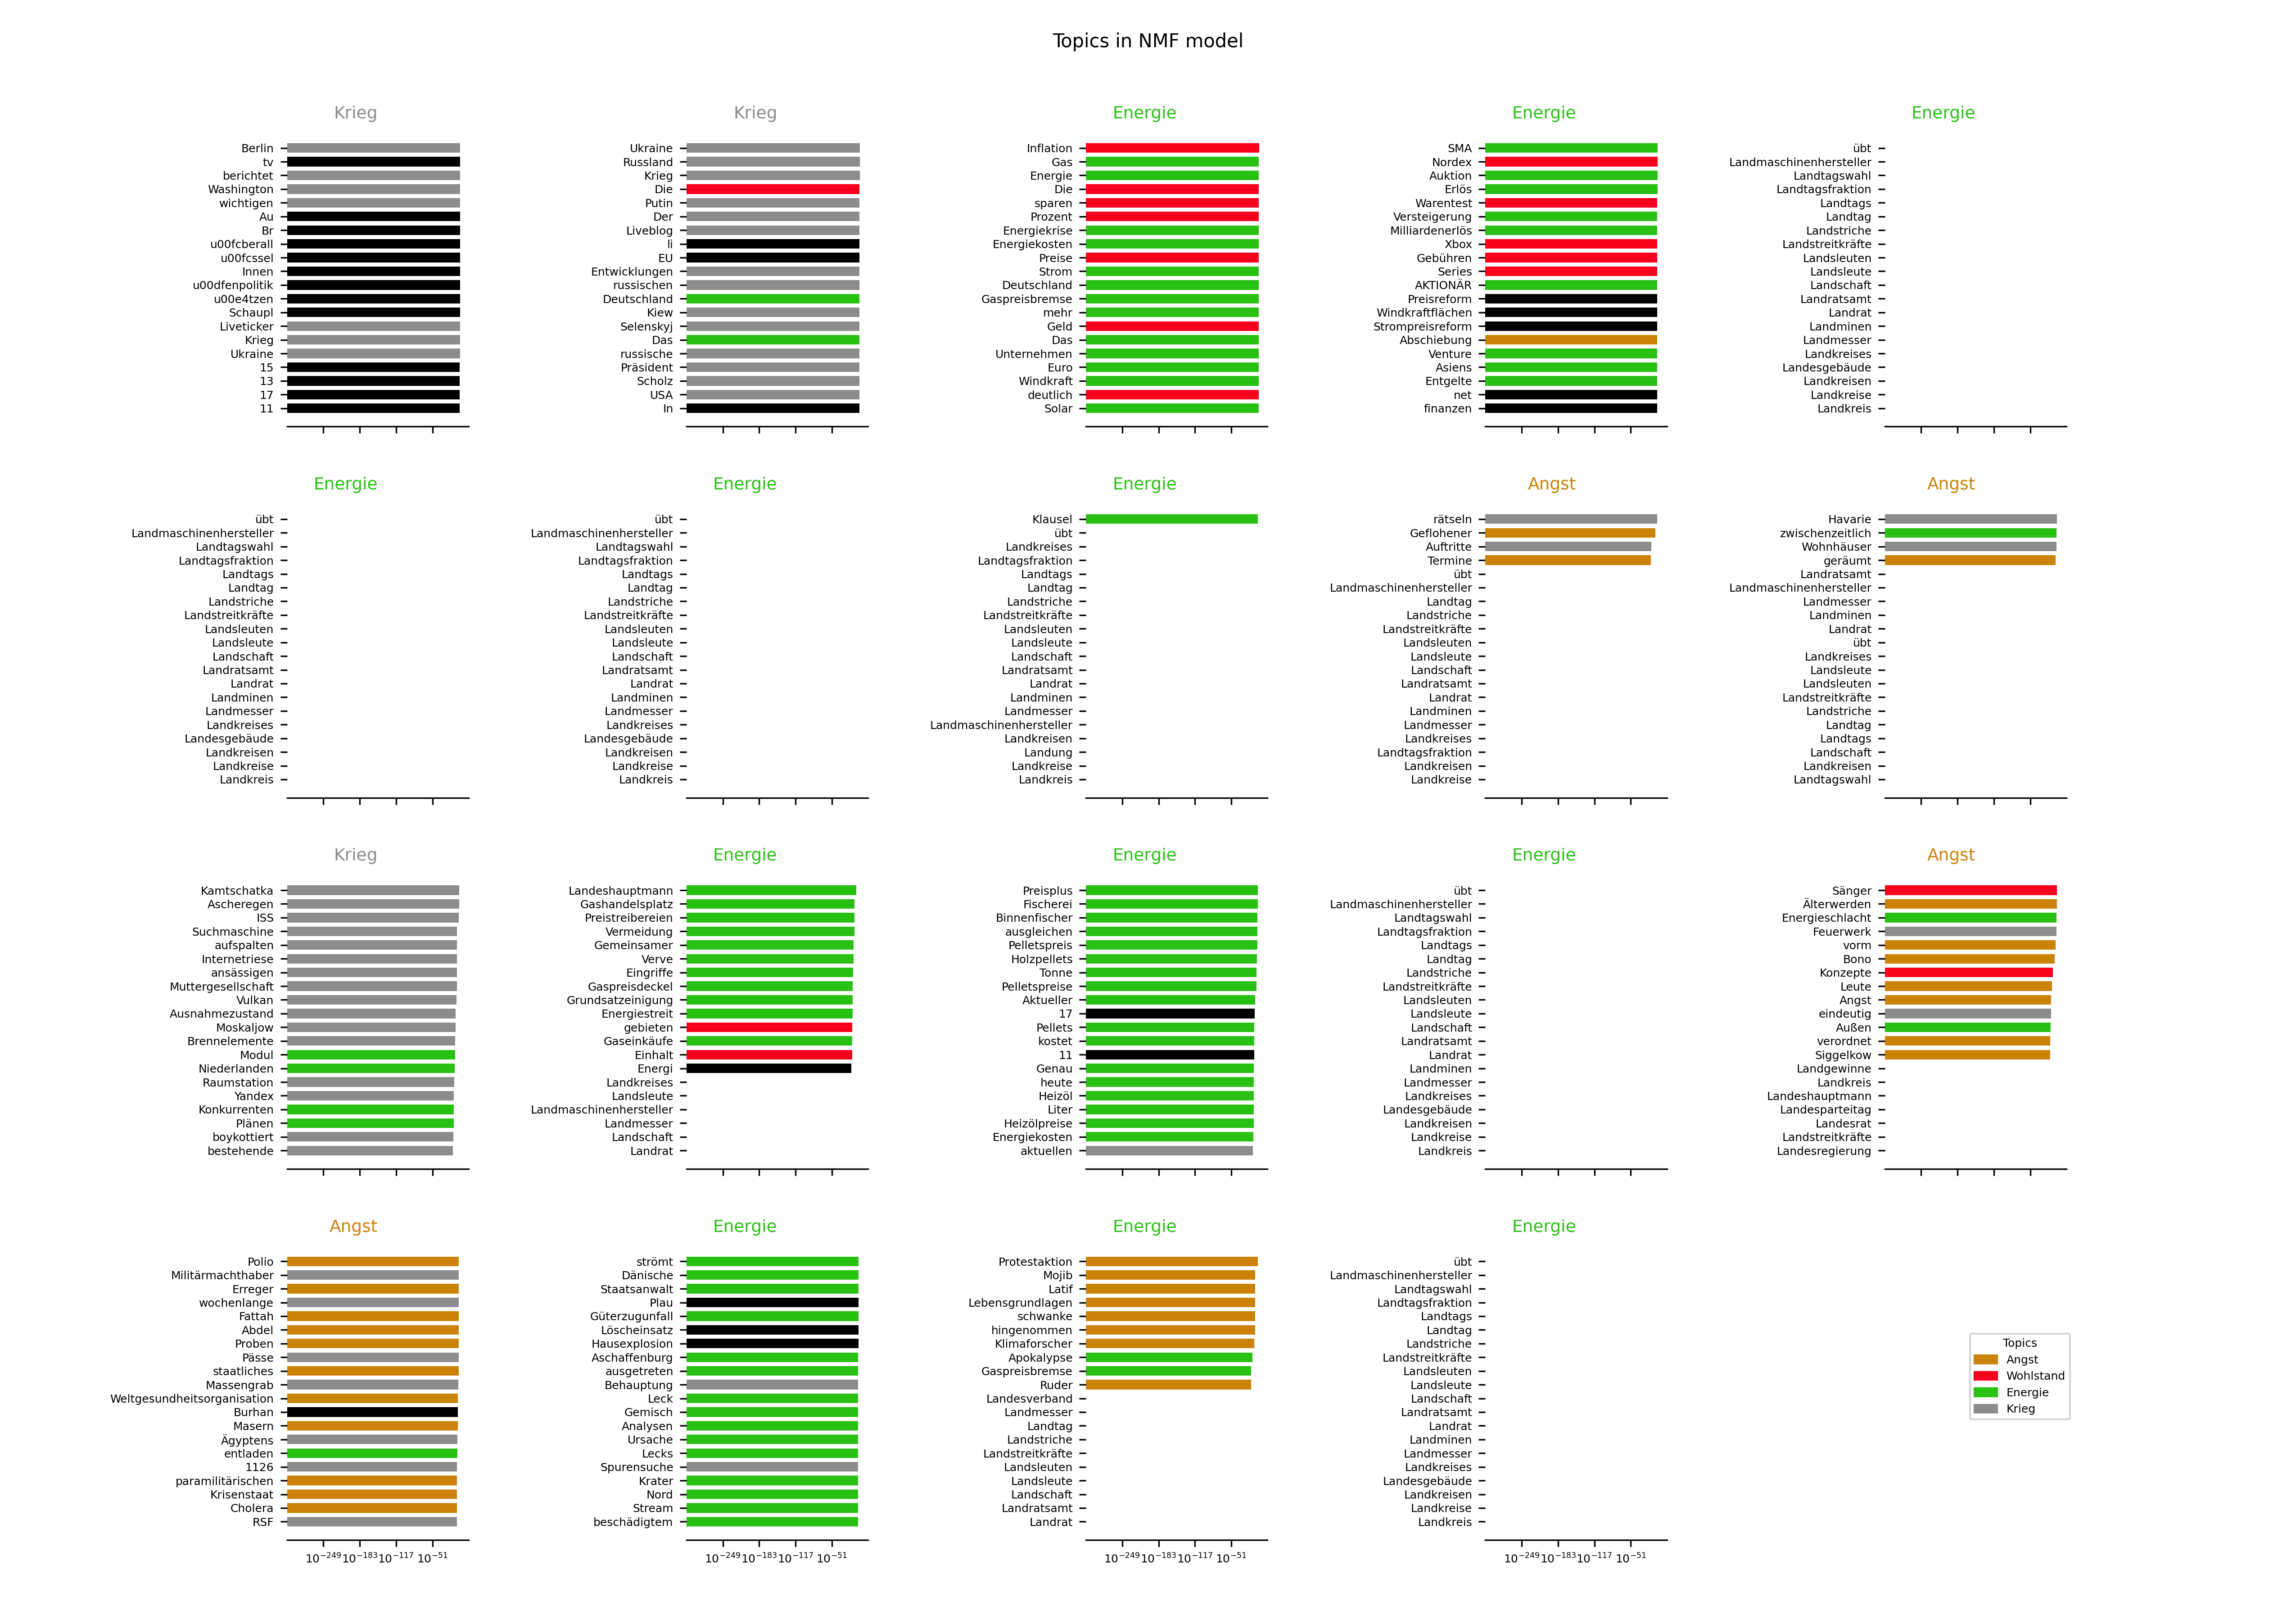 Topics in NMF model
Krieg
Berlin
tv
berichtet
Washington
wichtigen
Au
Br
u00fcberall
u00fcssel
Innen
u00dfenpolitik
u00e4tzen
Schaupl
Liveticker
Krieg
Ukraine
15
13
17
11
Krieg
Ukraine
Russland
Krieg
Die
Putin
Der
Liveblog
li
EU
Entwicklungen
russischen
Deutschland
Kiew
Selenskyj
Das
russische
Präsident
Scholz
USA
In
Energie
Inflation
Gas
Energie
Die
sparen
Prozent
Energiekrise
Energiekosten
Preise
Strom
Deutschland
Gaspreisbremse
mehr
Geld
Das
Unternehmen
Euro
Windkraft
deutlich
Solar
Energie
SMA
Nordex
Auktion
Erlös
Warentest
Versteigerung
Milliardenerlös
Xbox
Gebühren
Series
AKTIONÄR
Preisreform
Windkraftflächen
Strompreisreform
Abschiebung
Venture
Asiens
Entgelte
net
finanzen
Energie
übt
Landmaschinenhersteller
Landtagswahl
Landtagsfraktion
Landtags
Landtag
Landstriche
Landstreitkräfte
Landsleuten
Landsleute
Landschaft
Landratsamt
Landrat
Landminen
Landmesser
Landkreises
Landesgebäude
Landkreisen
Landkreise
Landkreis
Energie
übt
Landmaschinenhersteller
Landtagswahl
Landtagsfraktion
Landtags
Landtag
Landstriche
Landstreitkräfte
Landsleuten
Landsleute
Landschaft
Landratsamt
Landrat
Landminen
Landmesser
Landkreises
Landesgebäude
Landkreisen
Landkreise
Landkreis
Energie
übt
Landmaschinenhersteller
Landtagswahl
Landtagsfraktion
Landtags
Landtag
Landstriche
Landstreitkräfte
Landsleuten
Landsleute
Landschaft
Landratsamt
Landrat
Landminen
Landmesser
Landkreises
Landesgebäude
Landkreisen
Landkreise
Landkreis
Energie
Klausel
übt
Landkreises
Landtagsfraktion
Landtags
Landtag
Landstriche
Landstreitkräfte
Landsleuten
Landsleute
Landschaft
Landratsamt
Landrat
Landminen
Landmesser
Landmaschinenhersteller
Landkreisen
Landung
Landkreise
Landkreis
Angst
rätseln
Geflohener
Auftritte
Termine
übt
Landmaschinenhersteller
Landtag
Landstriche
Landstreitkräfte
Landsleuten
Landsleute
Landschaft
Landratsamt
Landrat
Landminen
Landmesser
Landkreises
Landtagsfraktion
Landkreisen
Landkreise
Angst
Havarie
zwischenzeitlich
Wohnhäuser
geräumt
Landratsamt
Landmaschinenhersteller
Landmesser
Landminen
Landrat
übt
Landkreises
Landsleute
Landsleuten
Landstreitkräfte
Landstriche
Landtag
Landtags
Landschaft
Landkreisen
Landtagswahl
Krieg
Kamtschatka
Ascheregen
ISS
Suchmaschine
aufspalten
Internetriese
ansässigen
Muttergesellschaft
Vulkan
Ausnahmezustand
Moskaljow
Brennelemente
Modul
Niederlanden
Raumstation
Yandex
Konkurrenten
Plänen
boykottiert
bestehende
Energie
Landeshauptmann
Gashandelsplatz
Preistreibereien
Vermeidung
Gemeinsamer
Verve
Eingriffe
Gaspreisdeckel
Grundsatzeinigung
Energiestreit
gebieten
Gaseinkäufe
Einhalt
Energi
Landkreises
Landsleute
Landmaschinenhersteller
Landmesser
Landschaft
Landrat
Energie
Preisplus
Fischerei
Binnenfischer
ausgleichen
Pelletspreis
Holzpellets
Tonne
Pelletspreise
Aktueller
17
Pellets
kostet
11
Genau
heute
Heizöl
Liter
Heizölpreise
Energiekosten
aktuellen
Energie
übt
Landmaschinenhersteller
Landtagswahl
Landtagsfraktion
Landtags
Landtag
Landstriche
Landstreitkräfte
Landsleuten
Landsleute
Landschaft
Landratsamt
Landrat
Landminen
Landmesser
Landkreises
Landesgebäude
Landkreisen
Landkreise
Landkreis
Angst
Sänger
Älterwerden
Energieschlacht
Feuerwerk
vorm
Bono
Konzepte
Leute
Angst
eindeutig
Außen
verordnet
Siggelkow
Landgewinne
Landkreis
Landeshauptmann
Landesparteitag
Landesrat
Landstreitkräfte
Landesregierung
Angst
Polio
Militärmachthaber
Erreger
wochenlange
Fattah
Abdel
Proben
Pässe
staatliches
Massengrab
Weltgesundheitsorganisation
Burhan
Masern
Ägyptens
entladen
1126
paramilitärischen
Krisenstaat
Cholera
RSF
10⁻²⁴⁹ 10⁻¹⁸³ 10⁻¹¹⁷ 10⁻⁵¹
Energie
strömt
Dänische
Staatsanwalt
Plau
Güterzugunfall
Löscheinsatz
Hausexplosion
Aschaffenburg
ausgetreten
Behauptung
Leck
Gemisch
Analysen
Ursache
Lecks
Spurensuche
Krater
Nord
Stream
beschädigtem
10⁻²⁴⁹ 10⁻¹⁸³ 10⁻¹¹⁷ 10⁻⁵¹
Energie
Protestaktion
Mojib
Latif
Lebensgrundlagen
schwanke
hingenommen
Klimaforscher
Apokalypse
Gaspreisbremse
Ruder
Landesverband
Landmesser
Landtag
Landstriche
Landstreitkräfte
Landsleuten
Landsleute
Landschaft
Landratsamt
Landrat
10⁻²⁴⁹ 10⁻¹⁸³ 10⁻¹¹⁷ 10⁻⁵¹
Energie
übt
Landmaschinenhersteller
Landtagswahl
Landtagsfraktion
Landtags
Landtag
Landstriche
Landstreitkräfte
Landsleuten
Landsleute
Landschaft
Landratsamt
Landrat
Landminen
Landmesser
Landkreises
Landesgebäude
Landkreisen
Landkreise
Landkreis
10⁻²⁴⁹ 10⁻¹⁸³ 10⁻¹¹⁷ 10⁻⁵¹
Topics
Angst
Wohlstand
Energie
Krieg